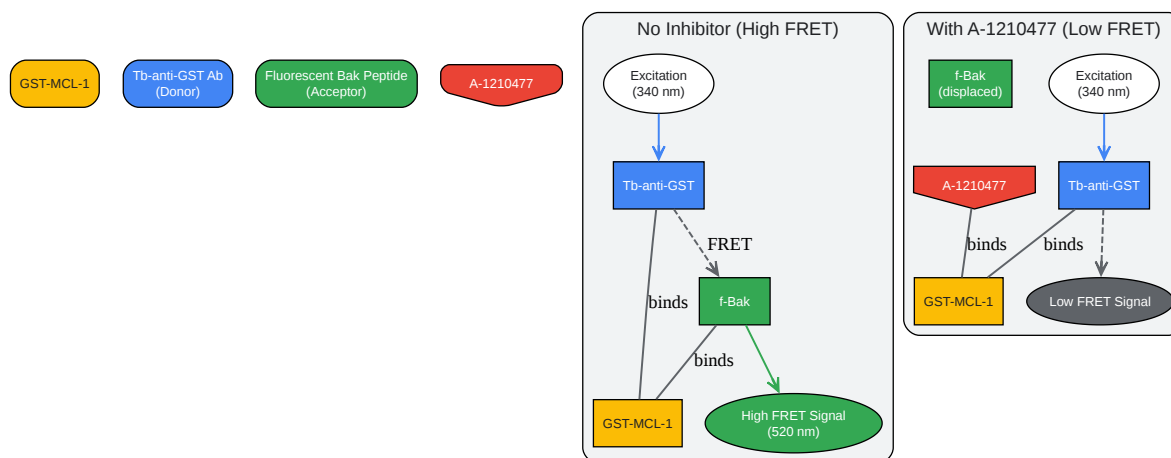 GST-MCL-1
Tb-anti-GST Ab
(Donor)
Fluorescent Bak Peptide
(Acceptor)
A-1210477
No Inhibitor (High FRET)
Excitation
(340 nm)
Tb-anti-GST
FRET
f-Bak
binds
binds
GST-MCL-1
High FRET Signal
(520 nm)
With A-1210477 (Low FRET)
f-Bak
(displaced)
Excitation
(340 nm)
A-1210477
Tb-anti-GST
binds
binds
GST-MCL-1
Low FRET Signal